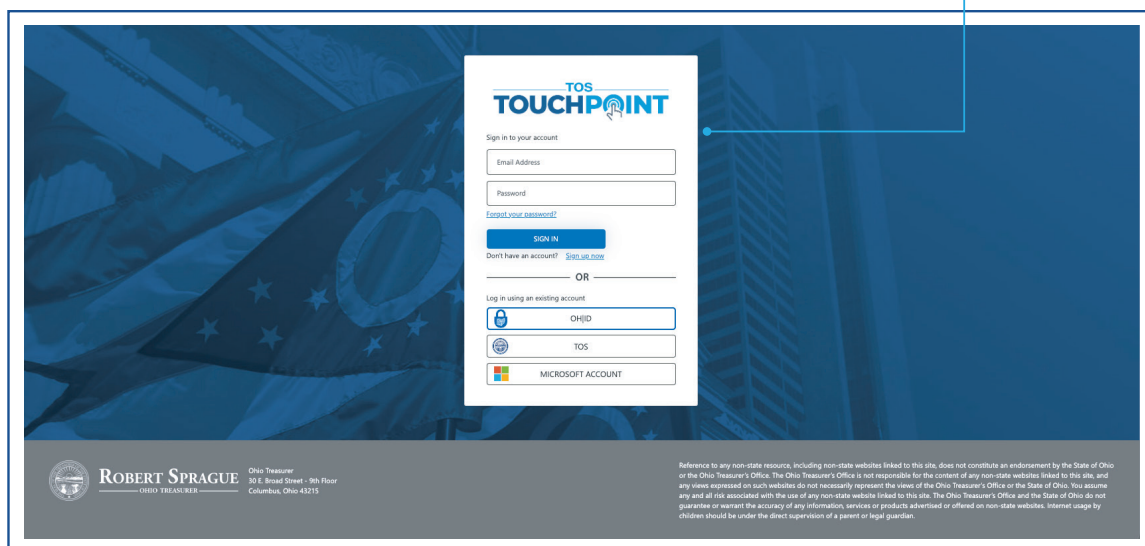 TOS
TOUCHPOINT
Sign in to your account
Email Address
Password
Forgot your password?
SIGN IN
Don't have an account? Sign up now
OR
Log in using an existing account
OH|ID
TOS
MICROSOFT ACCOUNT
ROBERT SPRAGUE
OHIO TREASURER
Ohio Treasurer
30 E. Broad Street - 9th Floor
Columbus, Ohio 43215
Reference to any non-state resource, including non-state websites linked to this site, does not constitute an endorsement by the State of Ohio
or the Ohio Treasurer's Office. The Ohio Treasurer's Office is not responsible for the content of any non-state websites linked to this site, and
any views expressed on such websites do not necessarily represent the views of the Ohio Treasurer's Office or the State of Ohio. You assume
any and all risk associated with the use of any non-state website linked to this site. The Ohio Treasurer's Office and the State of Ohio do not
guarantee or warrant the accuracy of any information, services or products advertised or offered on non-state websites. Internet usage by
children should be under the direct supervision of a parent or legal guardian.